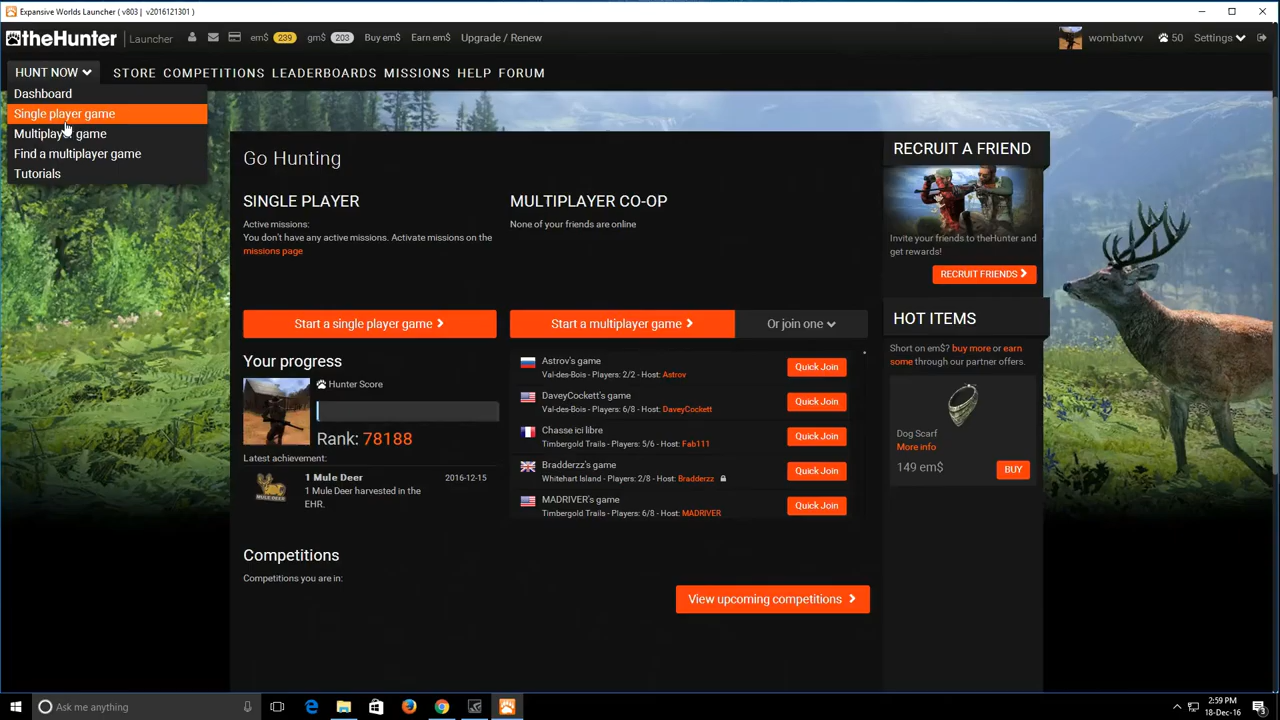 Expansive Worlds Launcher ( v803 | v2016121301 )
theHunter Launcher em$ 239 gm$ 203 Buy em$ Earn em$ Upgrade / Renew wombatvvv 50 Settings
HUNT NOW STORE COMPETITIONS LEADERBOARDS MISSIONS HELP FORUM
Dashboard
Single player game
Multiplayer game
Find a multiplayer game
Tutorials
Go Hunting
SINGLE PLAYER
Active missions:
You don't have any active missions. Activate missions on the
missions page
Start a single player game
MULTIPLAYER CO-OP
None of your friends are online
Start a multiplayer game
Or join one
Your progress
Hunter Score
Rank: 78188
Latest achievement:
1 Mule Deer 2016-12-15
1 Mule Deer harvested in the
EHR.
MULE DEER
Astrov's game
Val-des-Bois - Players: 2/2 - Host: Astrov
Quick Join
DaveyCockett's game
Val-des-Bois - Players: 6/8 - Host: DaveyCockett
Quick Join
Chasse ici libre
Timbergold Trails - Players: 5/6 - Host: Fab111
Quick Join
Bradderzz's game
Whitehart Island - Players: 2/8 - Host: Bradderzz
Quick Join
MADRIVER's game
Timbergold Trails - Players: 6/8 - Host: MADRIVER
Quick Join
Competitions
Competitions you are in:
View upcoming competitions
RECRUIT A FRIEND
Invite your friends to theHunter and
get rewards!
RECRUIT FRIENDS
HOT ITEMS
Short on em$? buy more or earn
some through our partner offers.
Dog Scarf
More info
149 em$
BUY
Ask me anything
2:59 PM
18-Dec-16
3